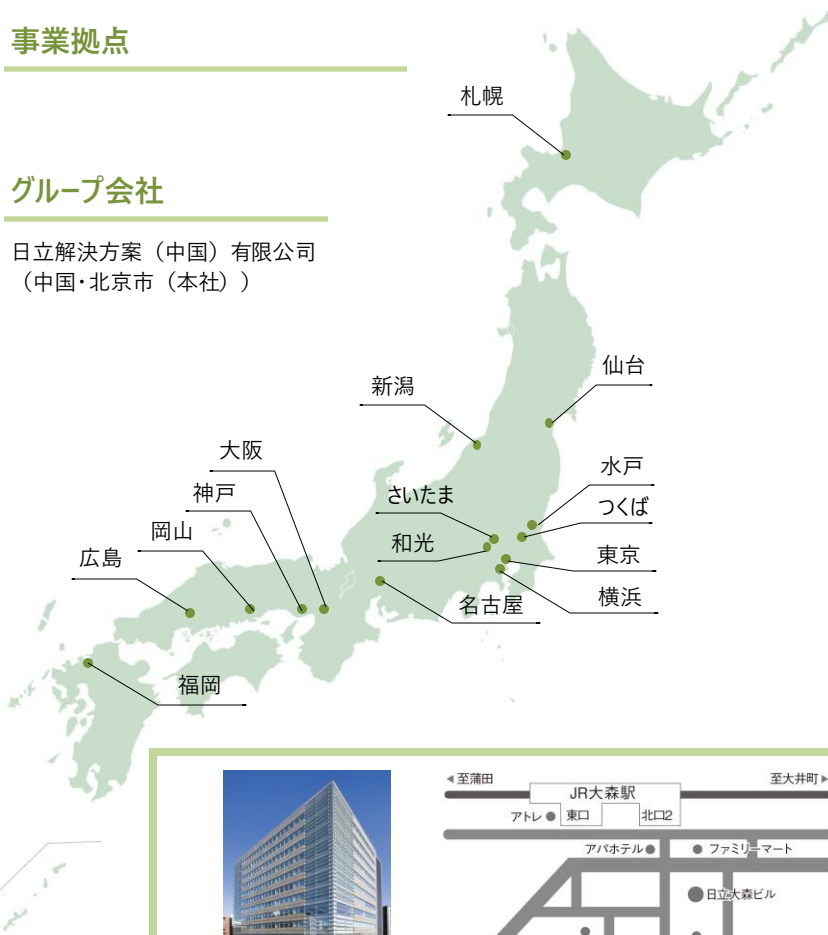 事業拠点
札幌
グループ会社
日立解決方案（中国）有限公司
（中国・北京市（本社））
仙台
新潟
大阪
水戸
さいたま
神戸
つくば
岡山
和光
広島
東京
名古屋
横浜
福岡
至蒲田
至大井町
JR大森駅
アトレ
東口
北口2
アパホテル
ファミリーマート
日立大森ビル